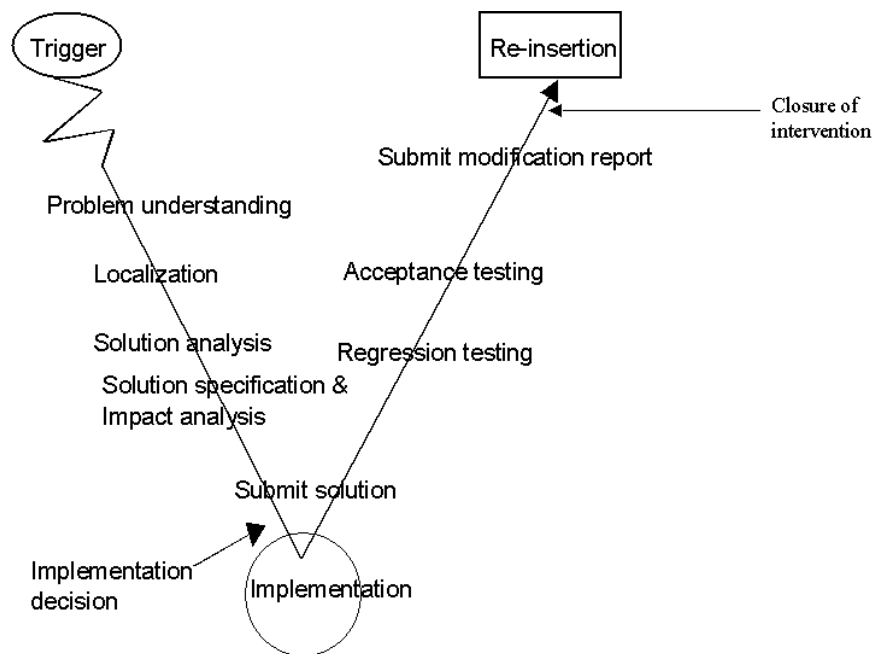 Trigger
Re-insertion
Closure of
intervention
Submit modification report
Problem understanding
Localization
Acceptance testing
Solution analysis
Regression testing
Solution specification &
Impact analysis
Submit solution
Implementation
decision
Implementation